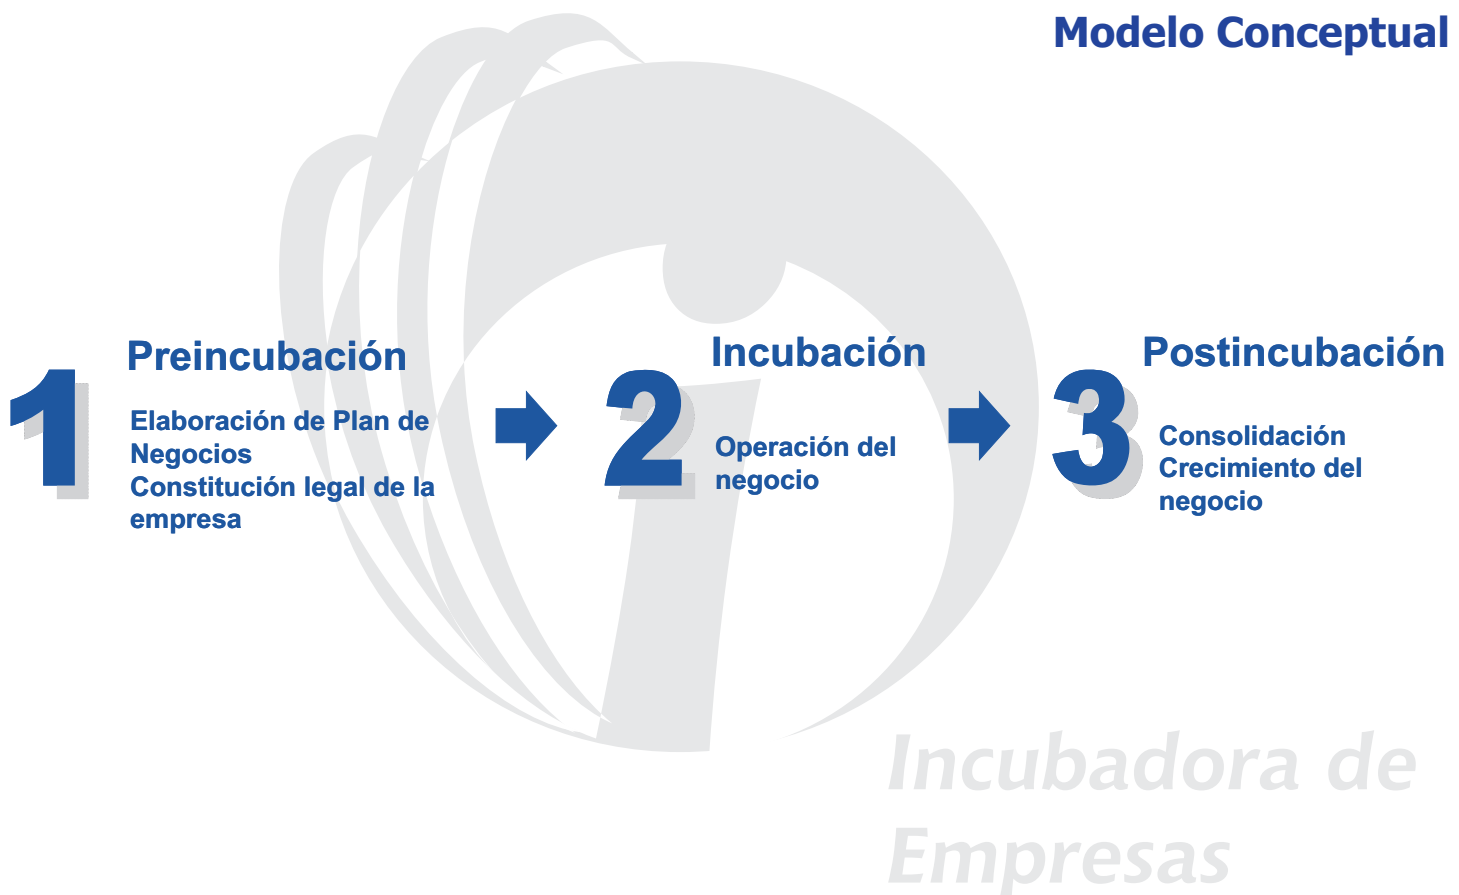 Modelo Conceptual
1
Preincubación
Elaboración de Plan de
Negocios
Constitución legal de la
empresa
2
Incubación
Operación del
negocio
3
Postincubación
Consolidación
Crecimiento del
negocio
Incubadora de
Empresas